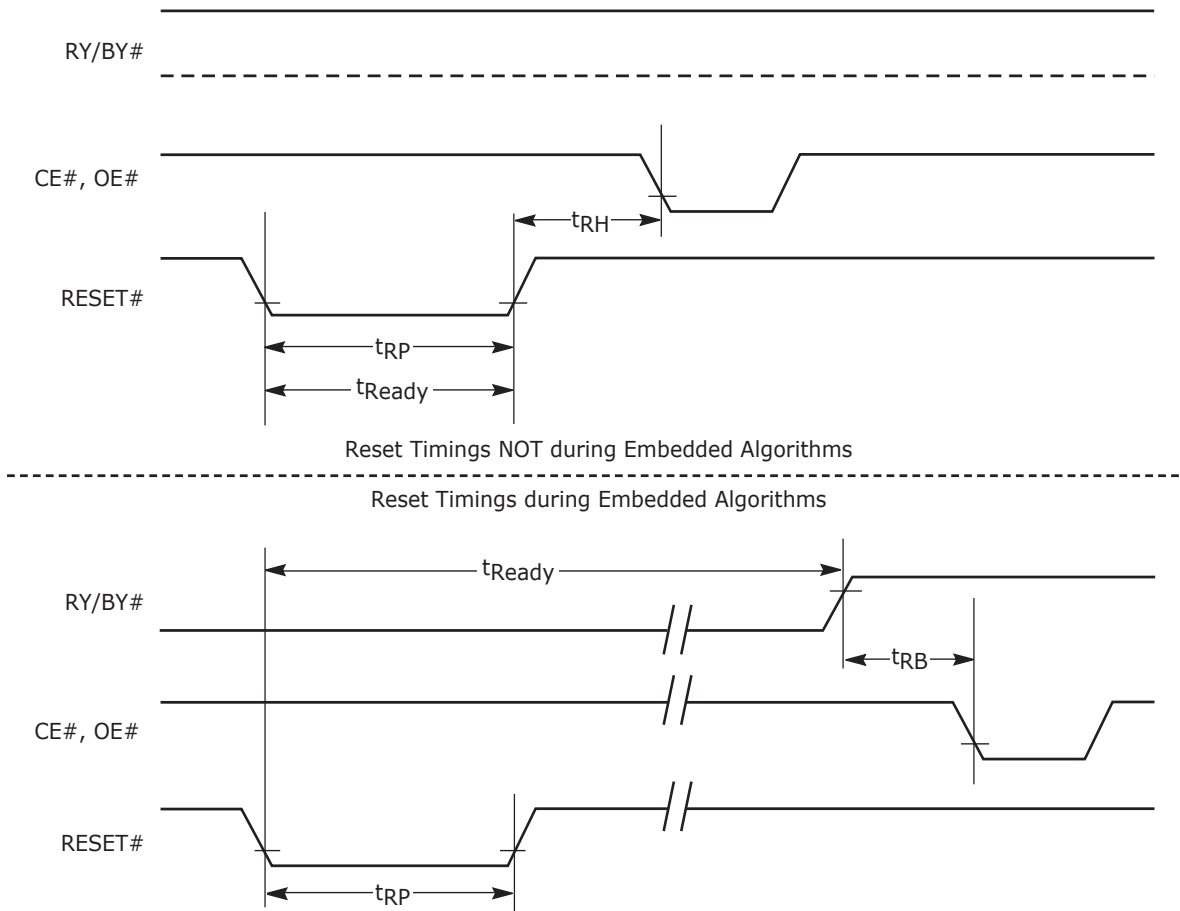 RY/BY#
CE#, OE#
tRH
RESET#
tRP
tReady
Reset Timings NOT during Embedded Algorithms
Reset Timings during Embedded Algorithms
tReady
RY/BY#
tRB
CE#, OE#
RESET#
tRP